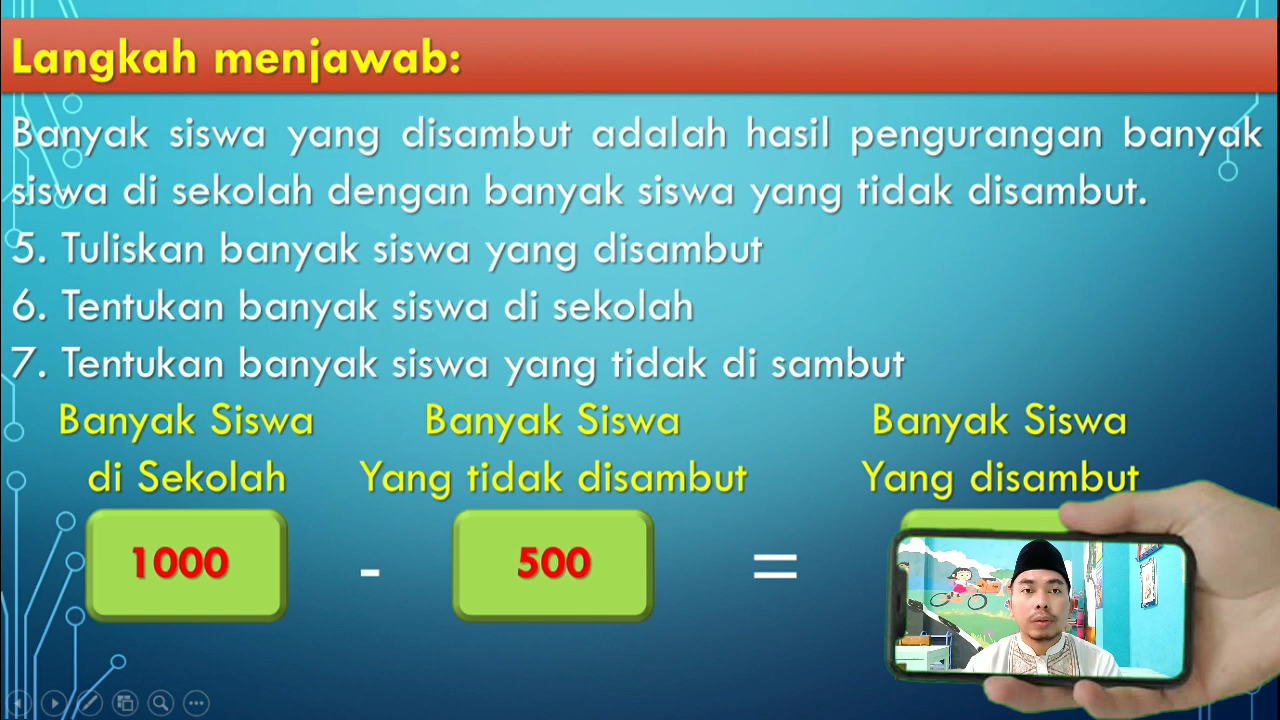 Langkah menjawab:
Banyak siswa yang disambut adalah hasil pengurangan banyak
siswa di sekolah dengan banyak siswa yang tidak disambut.
5. Tuliskan banyak siswa yang disambut
6. Tentukan banyak siswa di sekolah
7. Tentukan banyak siswa yang tidak di sambut
Banyak Siswa Banyak Siswa Banyak Siswa
di Sekolah Yang tidak disambut Yang disambut
1000 - 500 =